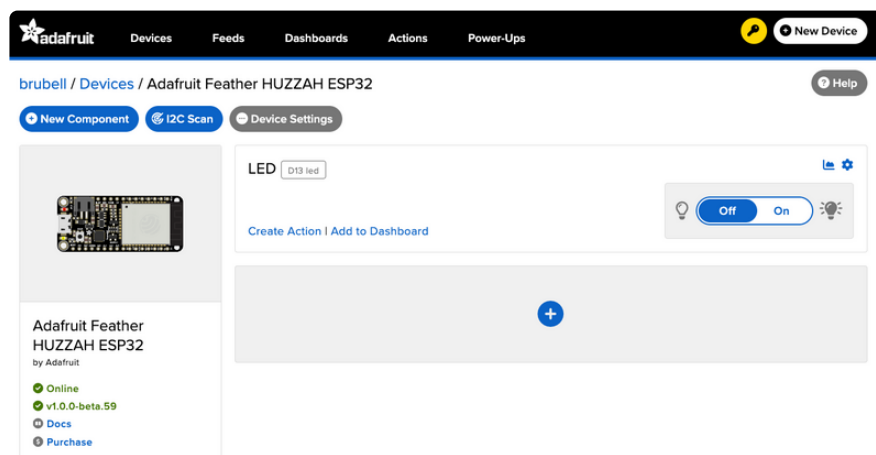 adafruit Devices Feeds Dashboards Actions Power-Ups New Device
brubell / Devices / Adafruit Feather HUZZAH ESP32 Help
New Component I2C Scan Device Settings
LED D13 led
Off On
Create Action | Add to Dashboard
Adafruit Feather
HUZZAH ESP32
by Adafruit
Online
v1.0.0-beta.59
Docs
Purchase